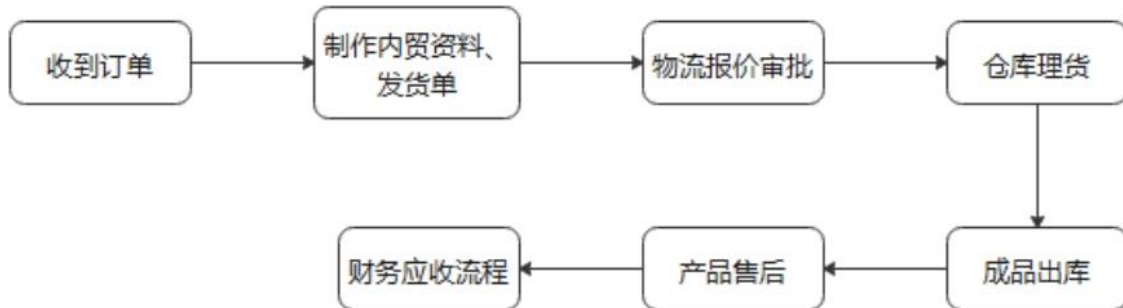 收到订单
制作内贸资料、
发货单
物流报价审批
仓库理货
成品出库
产品售后
财务应收流程